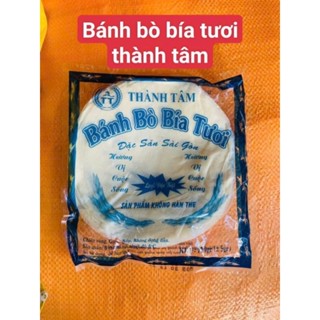 Bánh bò bía tươi
thành tâm
THÀNH TÂM
Bánh Bò Bía Tươi
Đặc Sản Sài Gòn
Hương Hương
Vị Vị
Cuộc Cuộc
Sống Sống
SẢN PHẨM KHÔNG HÀN THE